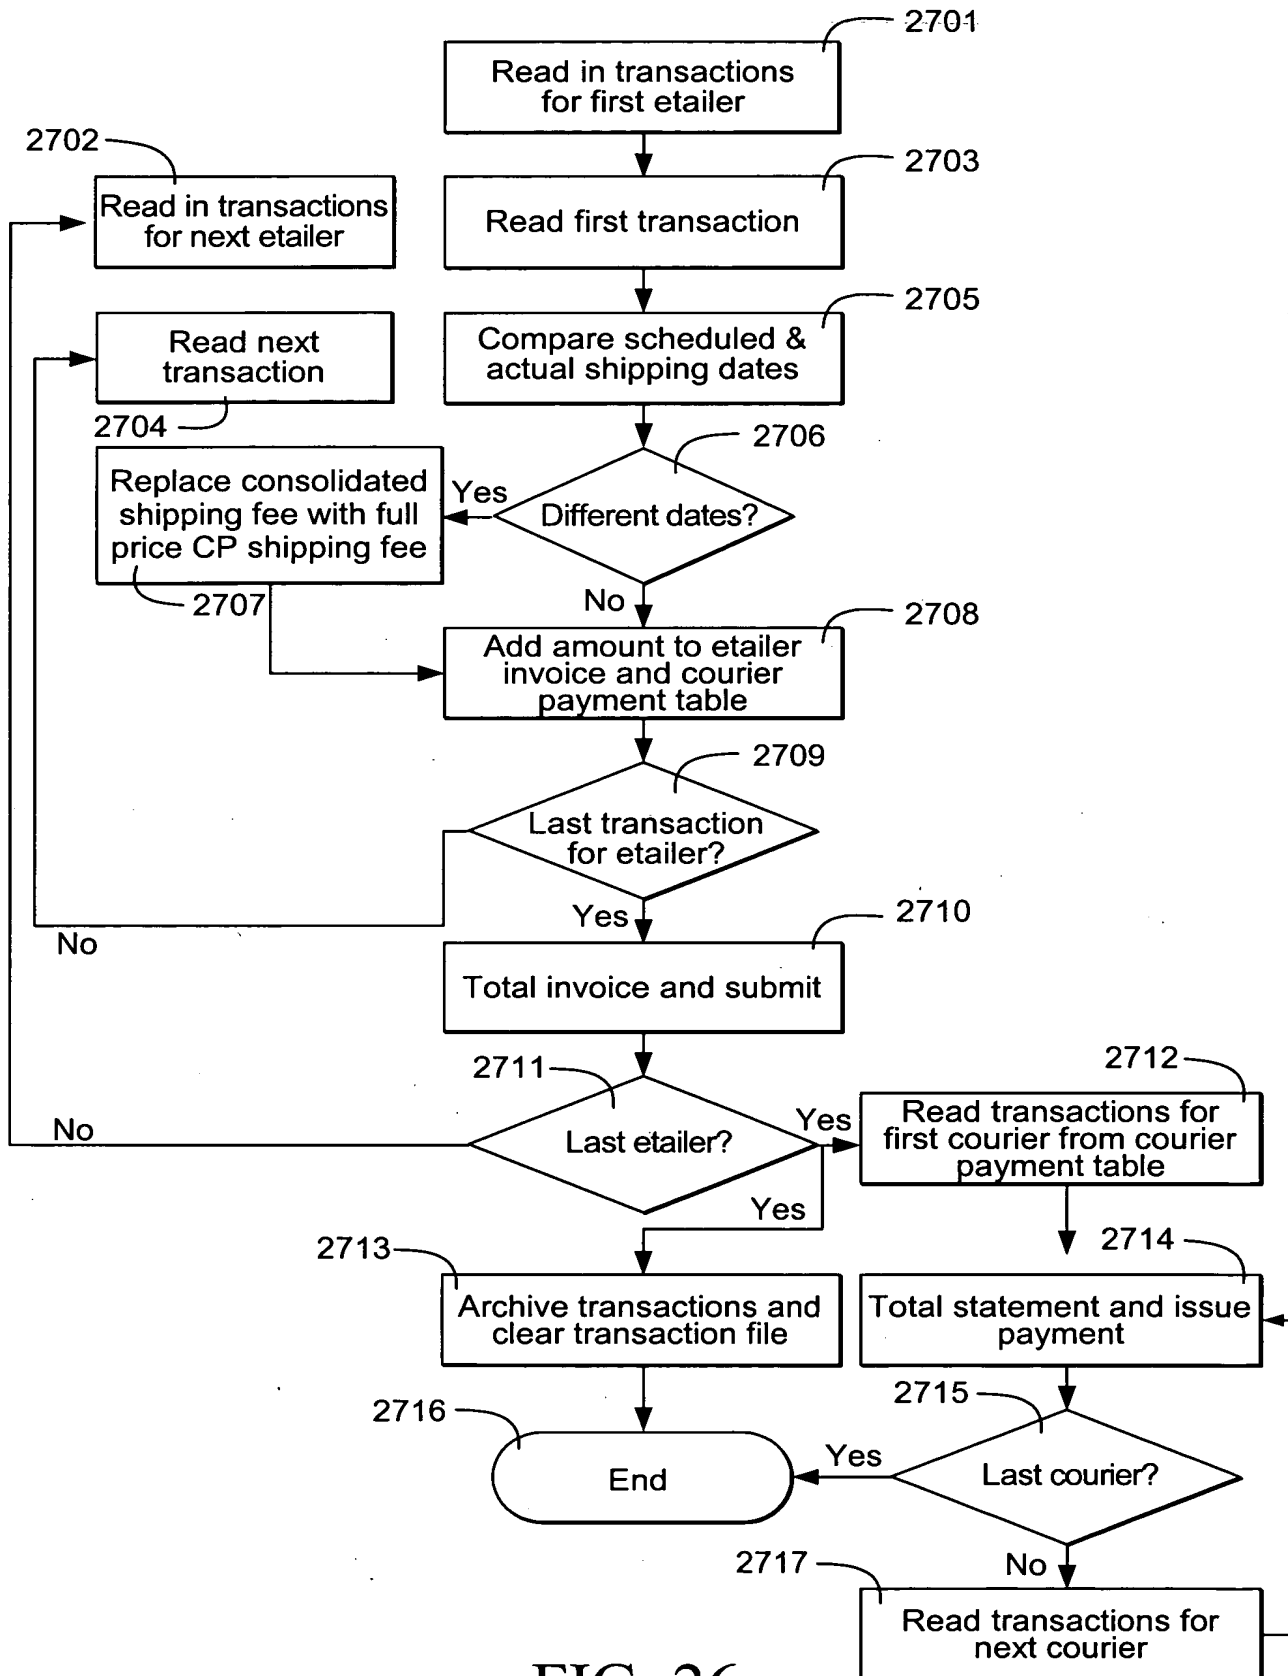 2701
Read in transactions
for first etailer
2702
Read in transactions
for next etailer
2703
Read first transaction
2705
Compare scheduled &
actual shipping dates
Read next
transaction
2704
2706
Different dates?
Yes
Replace consolidated
shipping fee with full
price CP shipping fee
2707
No
2708
Add amount to etailer
invoice and courier
payment table
2709
Last transaction
for etailer?
No
Yes
2710
Total invoice and submit
2711
Last etailer?
No
Yes
2712
Read transactions for
first courier from courier
payment table
Yes
2713
Archive transactions and
clear transaction file
2714
Total statement and issue
payment
2715
Last courier?
Yes
2716
End
No
2717
Read transactions for
next courier
FIG. 26